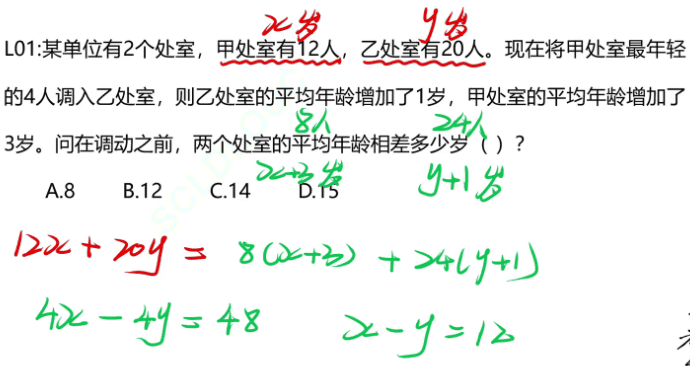 x岁 y岁
L01:某单位有2个处室，甲处室有12人，乙处室有20人。现在将甲处室最年轻
的4人调入乙处室，则乙处室的平均年龄增加了1岁，甲处室的平均年龄增加了
8人 24人
3岁。问在调动之前，两个处室的平均年龄相差多少岁（ ）？
x+3岁 y+1岁
A.8 B.12 C.14 D.15
12x+20y= 8(x+3)+24(y+1)
4x-4y=48 x-y=12